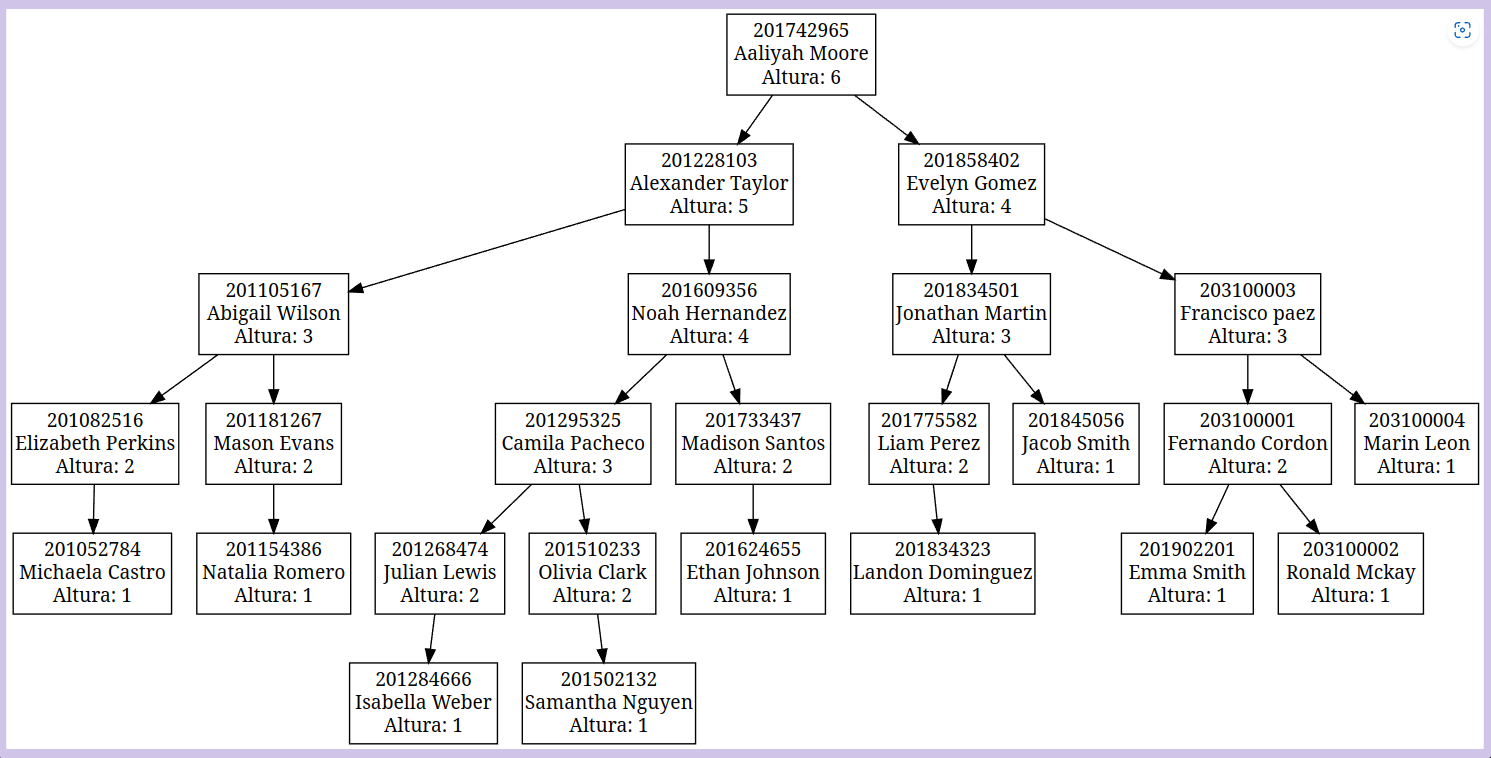 201742965
Aaliyah Moore
Altura: 6
201228103
Alexander Taylor
Altura: 5
201858402
Evelyn Gomez
Altura: 4
201105167
Abigail Wilson
Altura: 3
201609356
Noah Hernandez
Altura: 4
201834501
Jonathan Martin
Altura: 3
203100003
Francisco paez
Altura: 3
201082516
Elizabeth Perkins
Altura: 2
201181267
Mason Evans
Altura: 2
201295325
Camila Pacheco
Altura: 3
201733437
Madison Santos
Altura: 2
201775582
Liam Perez
Altura: 2
201845056
Jacob Smith
Altura: 1
203100001
Fernando Cordon
Altura: 2
203100004
Marin Leon
Altura: 1
201052784
Michaela Castro
Altura: 1
201154386
Natalia Romero
Altura: 1
201268474
Julian Lewis
Altura: 2
201510233
Olivia Clark
Altura: 2
201624655
Ethan Johnson
Altura: 1
201834323
Landon Dominguez
Altura: 1
201902201
Emma Smith
Altura: 1
203100002
Ronald Mckay
Altura: 1
201284666
Isabella Weber
Altura: 1
201502132
Samantha Nguyen
Altura: 1